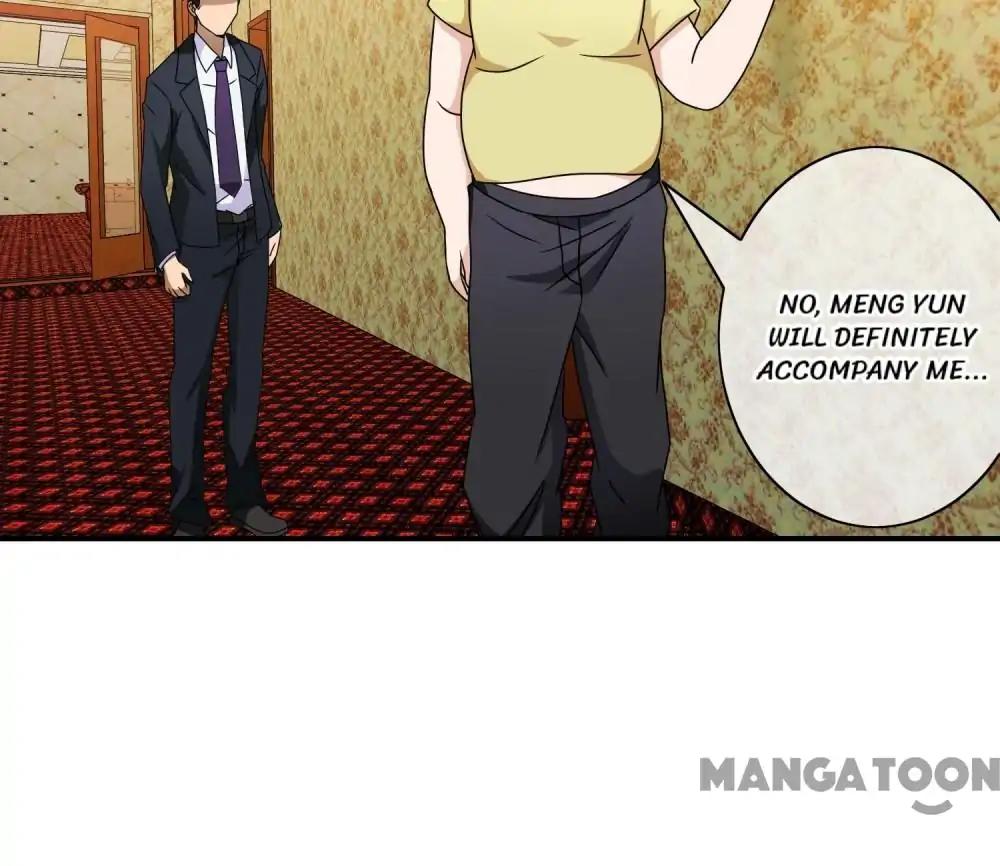 NO, MENG YUN
WILL DEFINITELY
ACCOMPANY ME...
MANGATOON